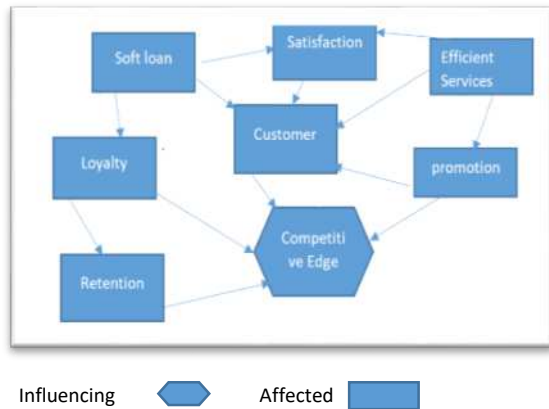 Soft loan
Satisfaction
Efficient
Services
Customer
Loyalty
promotion
Competiti
ve Edge
Retention
Influencing
Affected